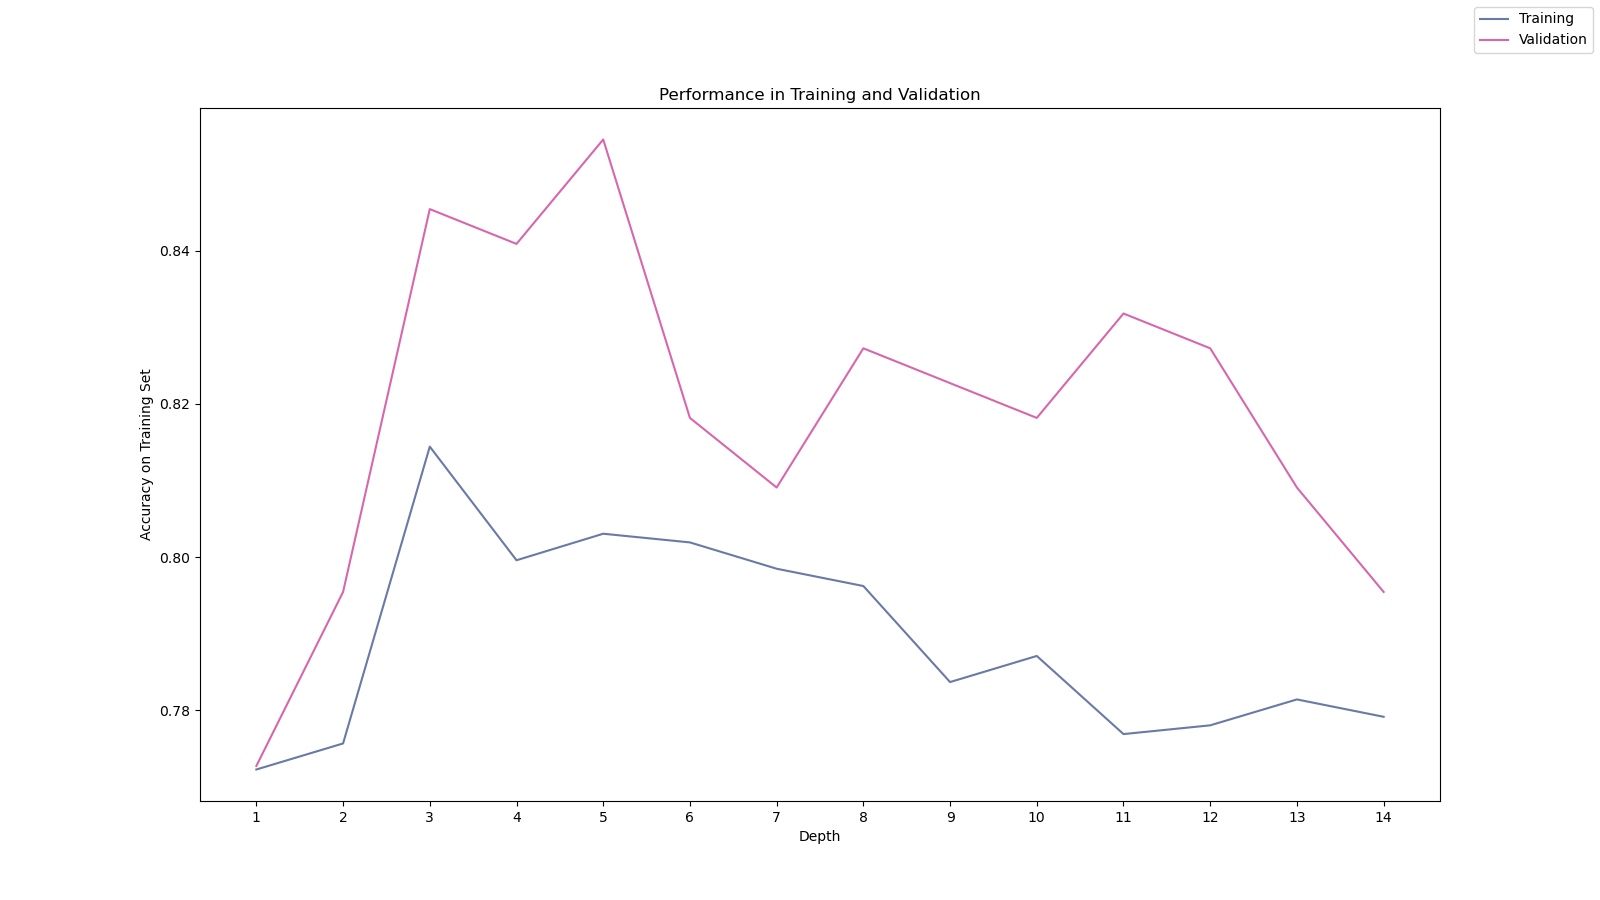 Training
Validation
Performance in Training and Validation
Accuracy on Training Set
0.84
0.82
0.80
0.78
1 2 3 4 5 6 7 8 9 10 11 12 13 14
Depth